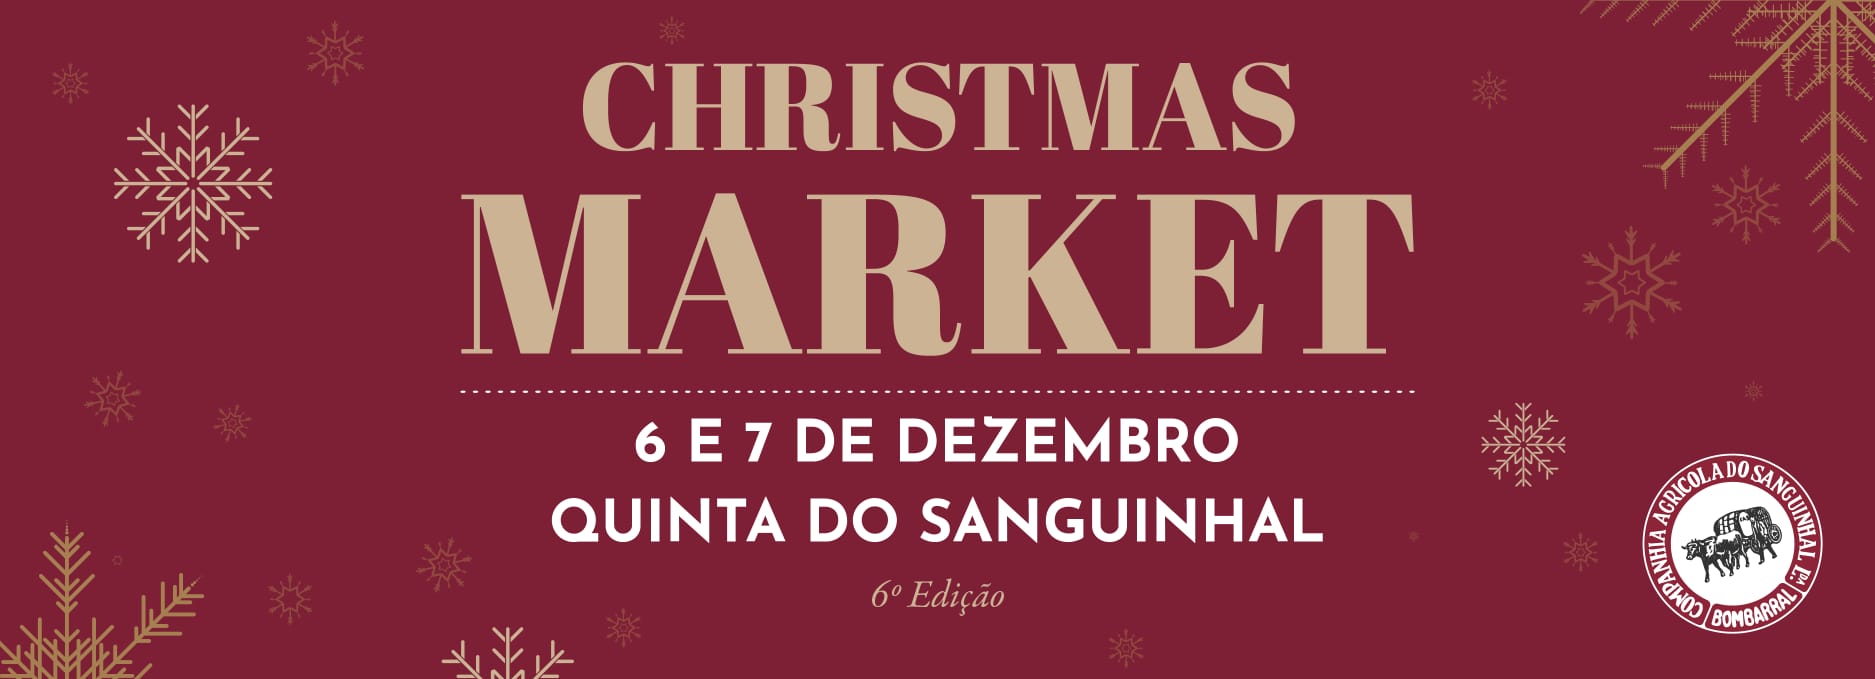 CHRISTMAS
MARKET
6 E 7 DE DEZEMBRO
QUINTA DO SANGUINHAL
6º Edição
COMPANHIA AGRICOLA DO SANGUINHAL Lᴰᴬ.
BOMBARRAL